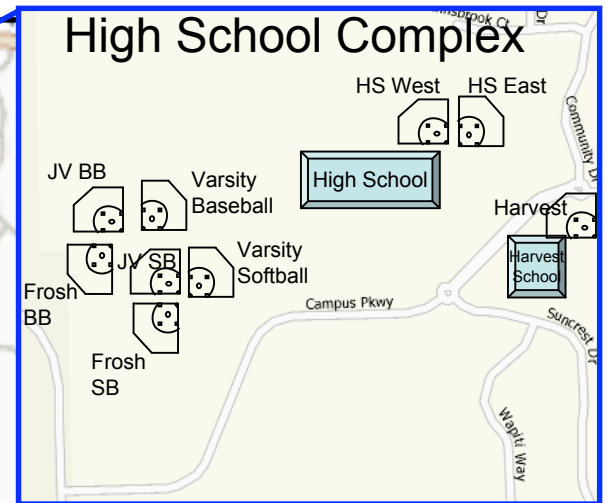 High School Complex
Dr
HS West
HS East
Community Dr
JV BB
Varsity
Baseball
High School
Harvest
JV SB
Varsity
Softball
Harvest
School
Frosh
BB
Campus Pkwy
Suncrest Dr
Frosh
SB
Wapiti Way